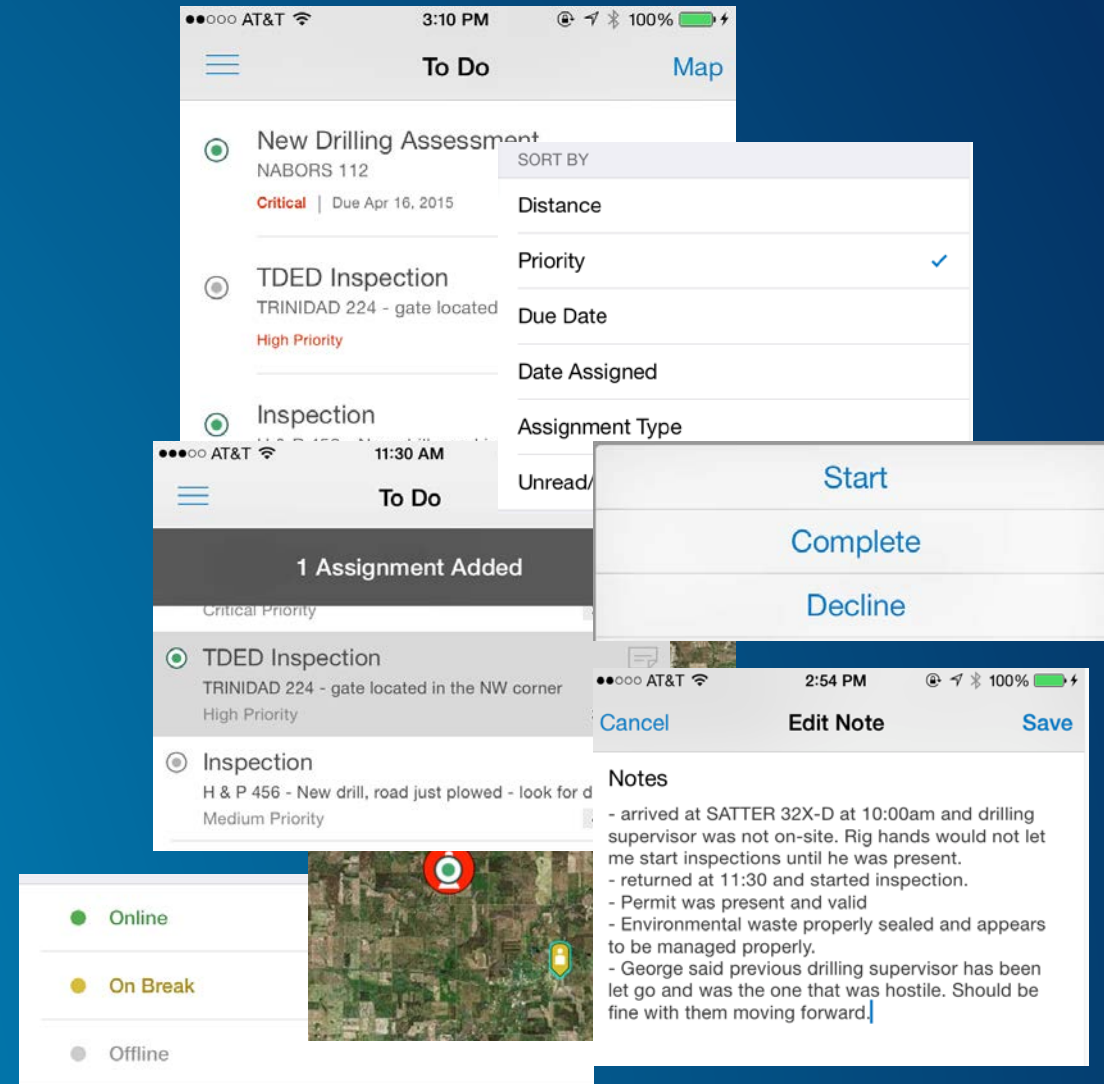 AT&T 3:10 PM 100%
To Do Map
New Drilling Assessment
NABORS 112
Critical | Due Apr 16, 2015
TDED Inspection
TRINIDAD 224 - gate located
High Priority
Inspection
SORT BY
Distance
Priority
Due Date
Date Assigned
Assignment Type
Unread/
AT&T 11:30 AM
To Do
1 Assignment Added
Critical Priority
TDED Inspection
TRINIDAD 224 - gate located in the NW corner
High Priority
Inspection
H & P 456 - New drill, road just plowed - look for d
Medium Priority
Start
Complete
Decline
AT&T 2:54 PM 100%
Cancel Edit Note Save
Notes
- arrived at SATTER 32X-D at 10:00am and drilling
supervisor was not on-site. Rig hands would not let
me start inspections until he was present.
- returned at 11:30 and started inspection.
- Permit was present and valid
- Environmental waste properly sealed and appears
to be managed properly.
- George said previous drilling supervisor has been
let go and was the one that was hostile. Should be
fine with them moving forward.
Online
On Break
Offline